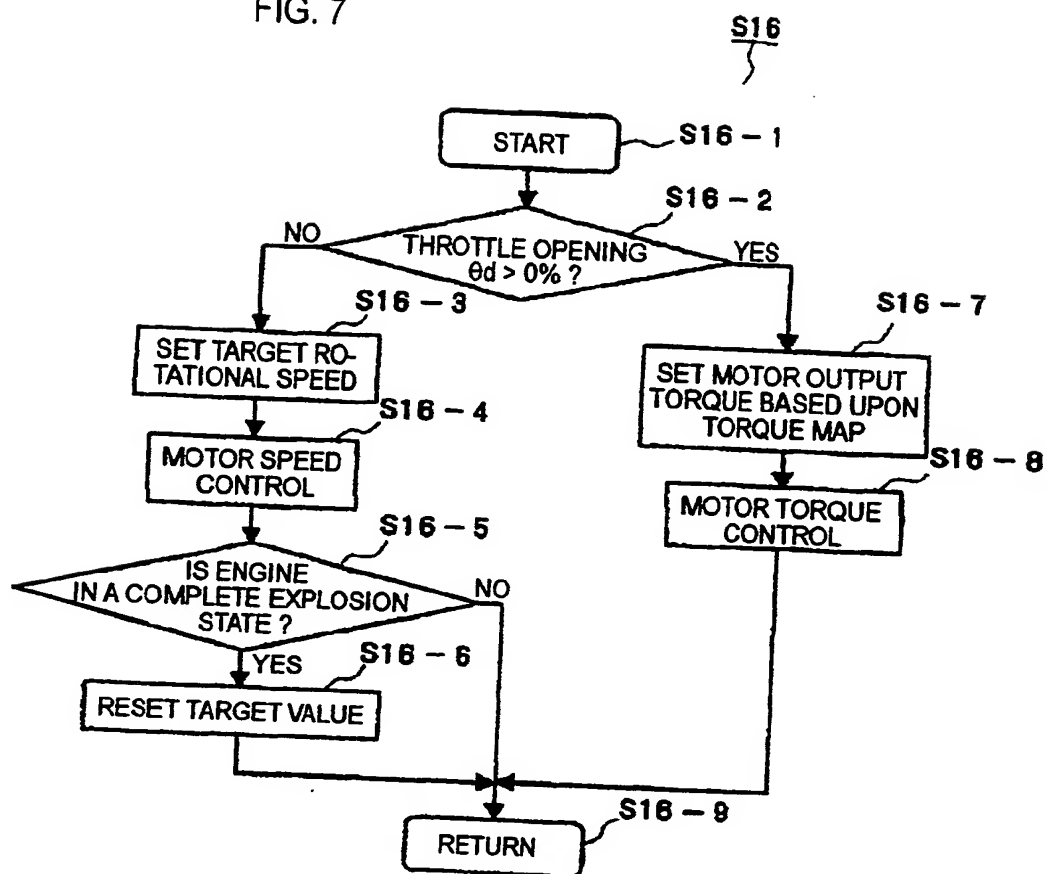 FIG. 7
S16
START
S16-1
S16-2
NO
THROTTLE OPENING
θd > 0% ?
YES
S16-3
SET TARGET RO-
TATIONAL SPEED
S16-7
SET MOTOR OUTPUT
TORQUE BASED UPON
TORQUE MAP
S16-4
MOTOR SPEED
CONTROL
S16-8
MOTOR TORQUE
CONTROL
S16-5
IS ENGINE
IN A COMPLETE EXPLOSION
STATE ?
NO
YES
S16-6
RESET TARGET VALUE
S16-9
RETURN